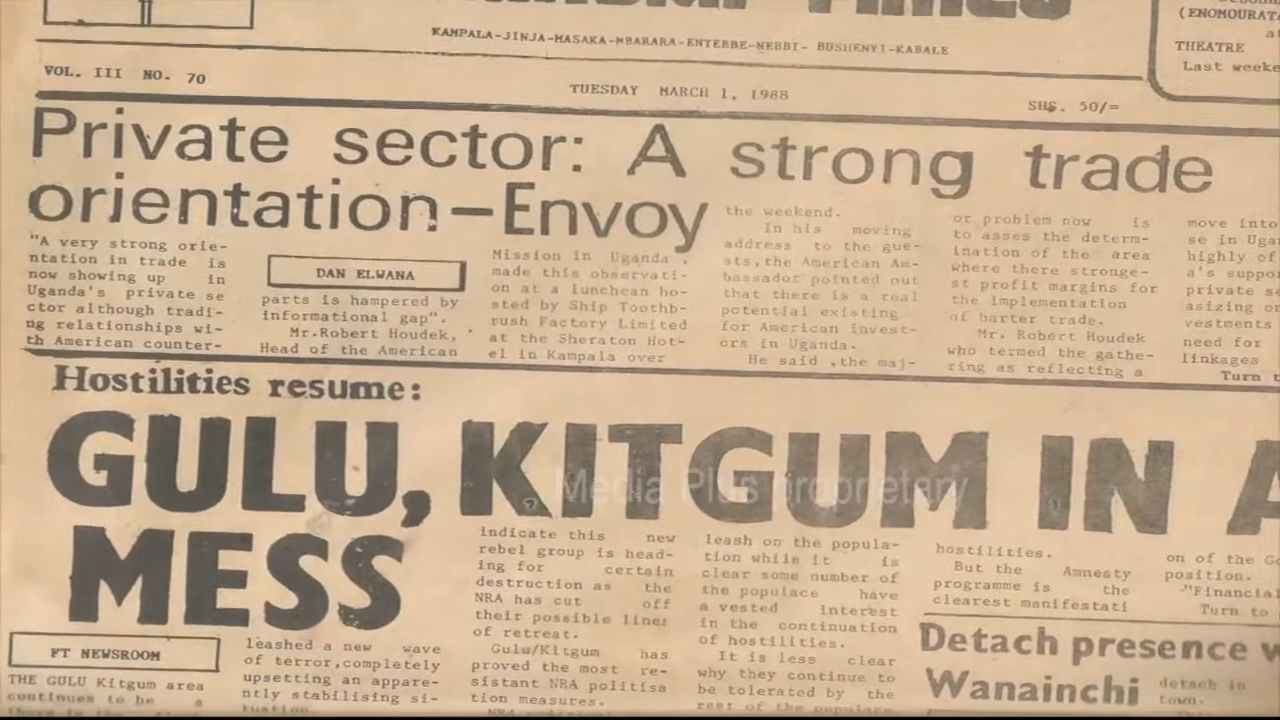 TIMES
KAMPALA-JINJA-MASAKA-MBARARA-ENTEBBE-NEBBI- BUSHENYI-KABALE
(ENOMOURAT
THEATRE
Last weeke
VOL. III NO. 70
TUESDAY MARCH 1, 1988
SHS. 50/=
Private sector: A strong trade
orientation–Envoy
"A very strong orie-
ntation in trade is
now showing up in
Uganda's private se
ctor although tradi-
ng relationships wi-
th American counter-
DAN ELWANA
parts is hampered by
informational gap".
Mr.Robert Houdek,
Head of the American
Mission in Uganda
made this observati-
on at a luncheon ho-
sted by Ship Toothb-
rush Factory Limited
at the Sheraton Hot-
el in Kampala over
the weekend.
In his moving
address to the gue-
sts,the American Am-
bassador pointed out
that there is a real
potential existing
for American invest-
ors in Uganda.
He said ,the maj-
or problem now is
to asses the determ-
ination of the area
where there stronge-
st profit margins for
the implementation
of barter trade.
Mr. Robert Houdek
who termed the gathe-
ring as reflecting a
move into
se in Ugan
highly of
a's suppo
private se
asizing on
vestments
need for
linkages
Turn t
Hostilities resume:
GULU, KITGUM IN A
MESS
Media Plus proprietary
FT NEWSROOM
THE GULU Kitgum area
continues to be a
leashed a new wave
of terror,completely
upsetting an appare-
ntly stabilising si-
tuation.
indicate this new
rebel group is head-
ing for certain
destruction as the
NRA has cut off
their possible lines
of retreat.
Gulu/Kitgum has
proved the most re-
sistant NRA politisa
tion measures.
leash on the popula-
tion while it is
clear some number of
the populace have
a vested interest
in the continuation
of hostilities.
It is less clear
why they continue to
be tolerated by the
rest of the populace
hostilities.
But the Amnesty
programme is the
clearest manifestati
on of the Go
position.
"Financial
Turn to
Detach presence w
Wanainchi
detach in
town.